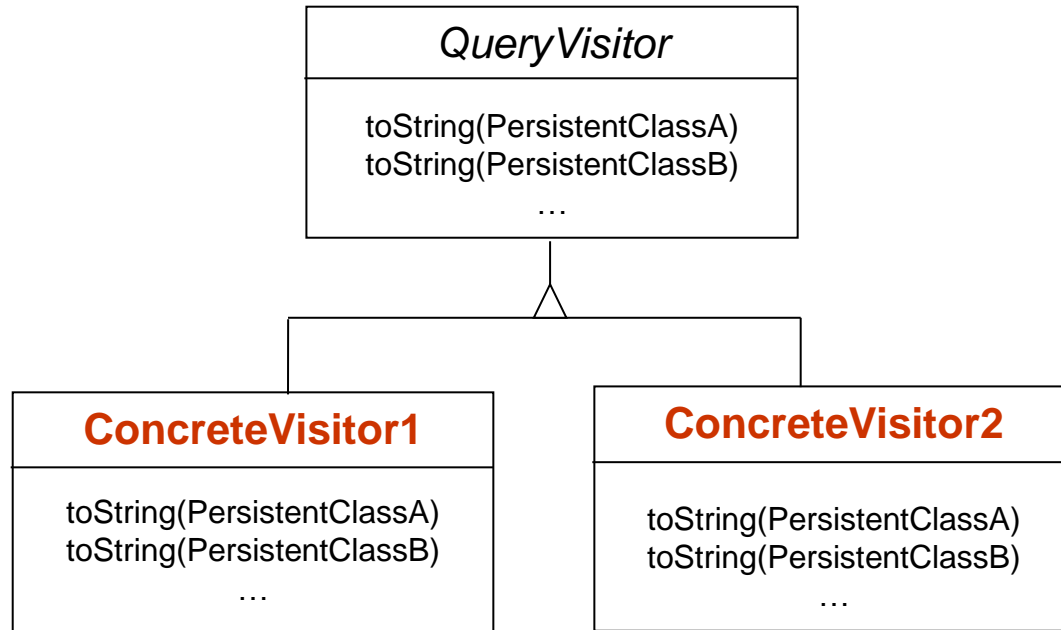 QueryVisitor
toString(PersistentClassA)
toString(PersistentClassB)
…
ConcreteVisitor1
toString(PersistentClassA)
toString(PersistentClassB)
…
ConcreteVisitor2
toString(PersistentClassA)
toString(PersistentClassB)
…